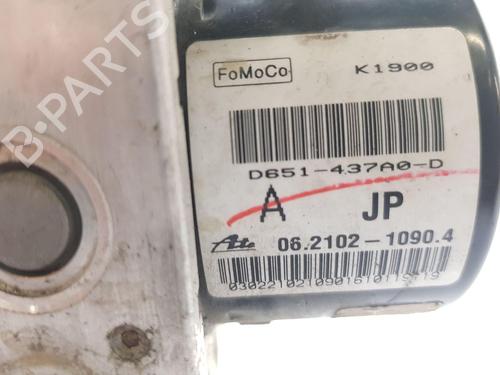 B-PARTS
FoMoCo K1900
D651-437A0-D
A JP
Ate 06.2102-1090.4